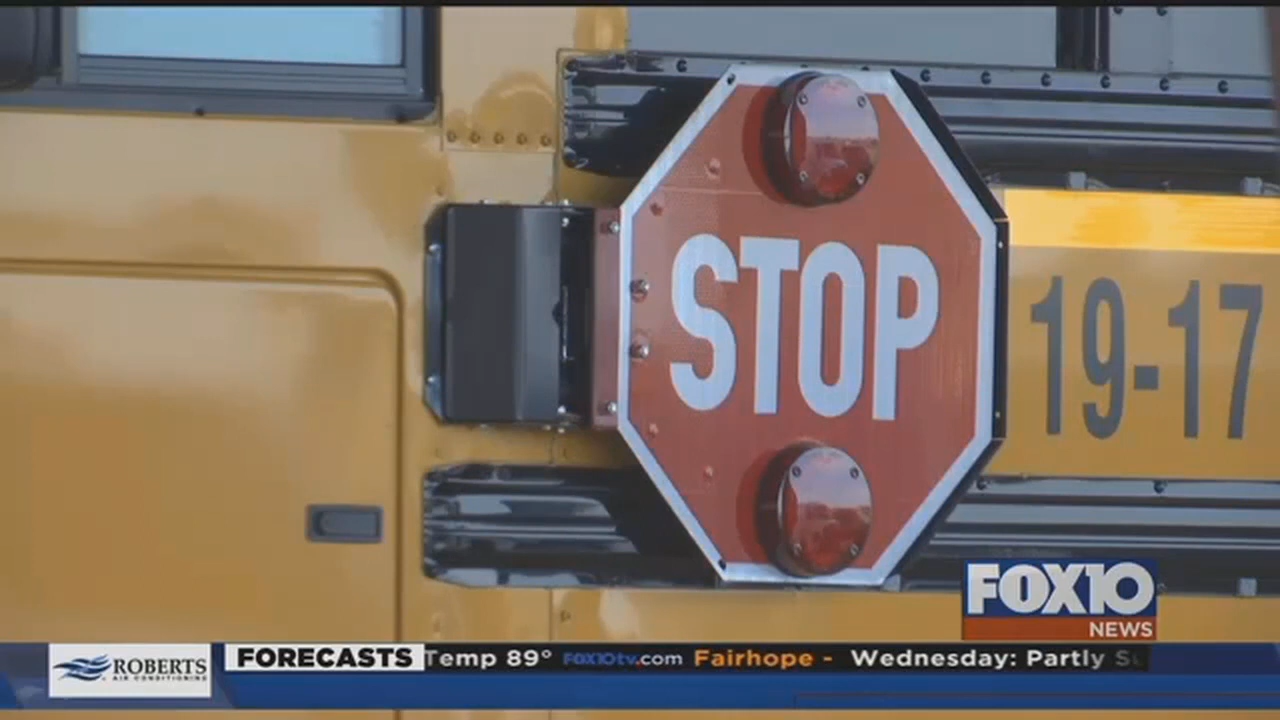 STOP
19-17
FOX10
NEWS
ROBERTS
AIR CONDITIONING
FORECASTS
Temp 89° FOX10tv.com Fairhope - Wednesday: Partly